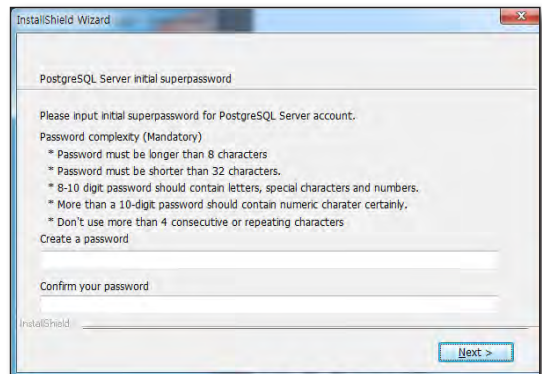 InstallShield Wizard
PostgreSQL Server initial superpassword
Please input initial superpassword for PostgreSQL Server account.
Password complexity (Mandatory)
* Password must be longer than 8 characters
* Password must be shorter than 32 characters.
* 8-10 digit password should contain letters, special characters and numbers.
* More than a 10-digit password should contain numeric charater certainly.
* Don't use more than 4 consecutive or repeating characters
Create a password
Confirm your password
InstallShield
Next >